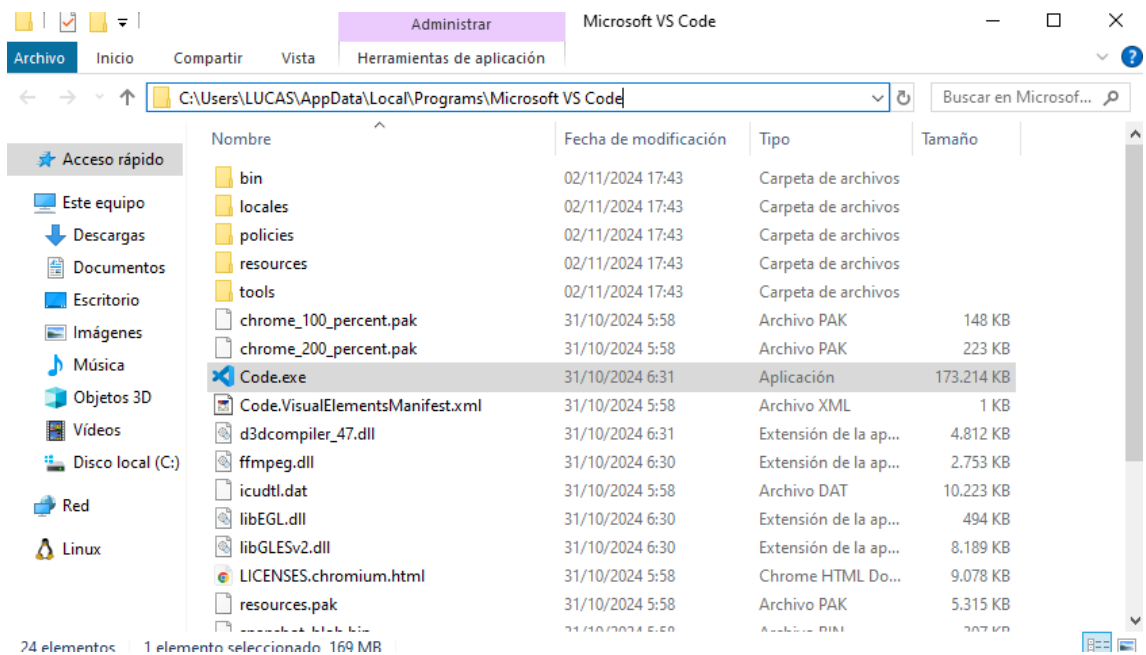 Administrar Microsoft VS Code
Archivo Inicio Compartir Vista Herramientas de aplicación
C:\Users\LUCAS\AppData\Local\Programs\Microsoft VS Code Buscar en Microsof...
Nombre Fecha de modificación Tipo Tamaño
Acceso rápido
Este equipo
Descargas
Documentos
Escritorio
Imágenes
Música
Objetos 3D
Vídeos
Disco local (C:)
Red
Linux
bin 02/11/2024 17:43 Carpeta de archivos
locales 02/11/2024 17:43 Carpeta de archivos
policies 02/11/2024 17:43 Carpeta de archivos
resources 02/11/2024 17:43 Carpeta de archivos
tools 02/11/2024 17:43 Carpeta de archivos
chrome_100_percent.pak 31/10/2024 5:58 Archivo PAK 148 KB
chrome_200_percent.pak 31/10/2024 5:58 Archivo PAK 223 KB
Code.exe 31/10/2024 6:31 Aplicación 173.214 KB
Code.VisualElementsManifest.xml 31/10/2024 5:58 Archivo XML 1 KB
d3dcompiler_47.dll 31/10/2024 6:31 Extensión de la ap... 4.812 KB
ffmpeg.dll 31/10/2024 6:30 Extensión de la ap... 2.753 KB
icudtl.dat 31/10/2024 5:58 Archivo DAT 10.223 KB
libEGL.dll 31/10/2024 6:30 Extensión de la ap... 494 KB
libGLESv2.dll 31/10/2024 6:30 Extensión de la ap... 8.189 KB
LICENSES.chromium.html 31/10/2024 5:58 Chrome HTML Do... 9.078 KB
resources.pak 31/10/2024 5:58 Archivo PAK 5.315 KB
24 elementos 1 elemento seleccionado 169 MB